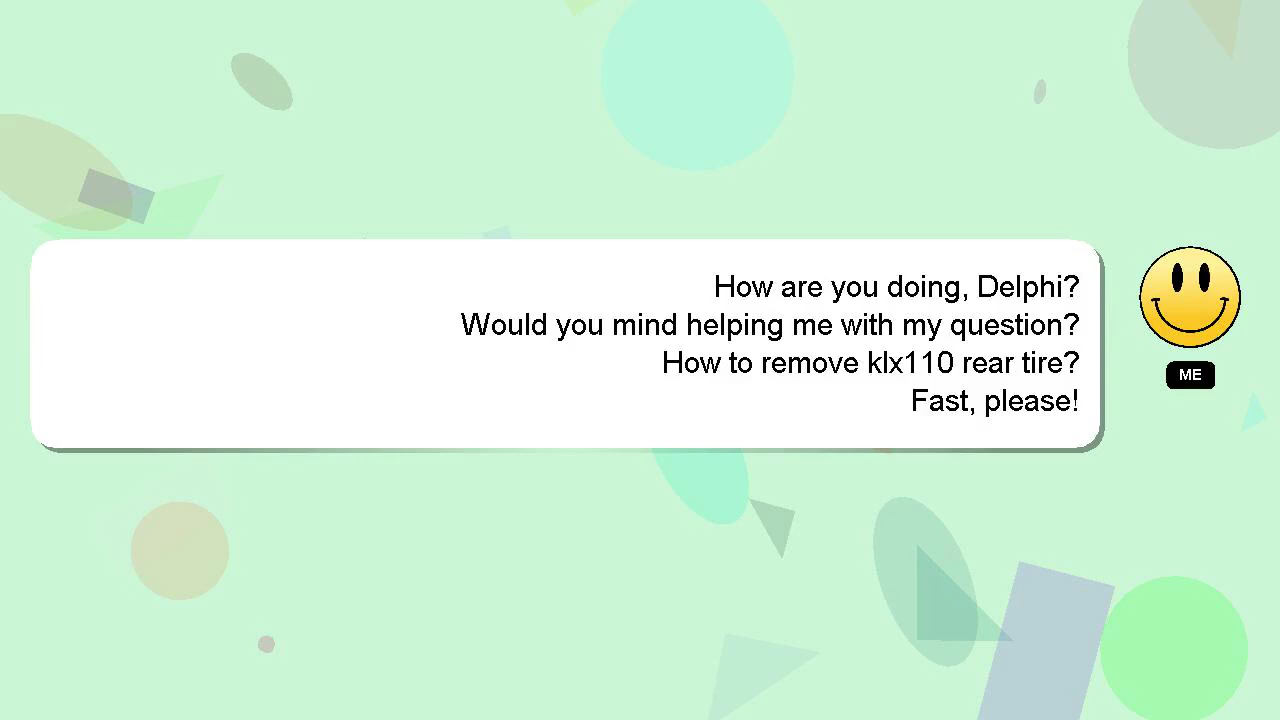 How are you doing, Delphi?
Would you mind helping me with my question?
How to remove klx110 rear tire?
Fast, please!
ME